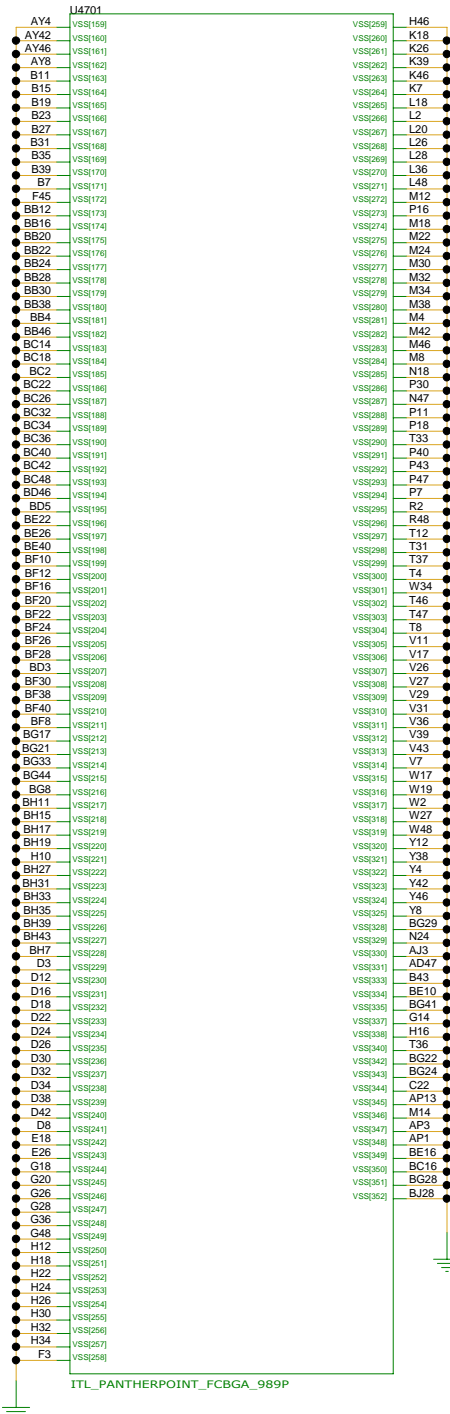 U4701
AY4 VSS[159] VSS[259] H46
AY42 VSS[160] VSS[260] K18
AY46 VSS[161] VSS[261] K26
AY8 VSS[162] VSS[262] K39
B11 VSS[163] VSS[263] K46
B15 VSS[164] VSS[264] K7
B19 VSS[165] VSS[265] L18
B23 VSS[166] VSS[266] L2
B27 VSS[167] VSS[267] L20
B31 VSS[168] VSS[268] L26
B35 VSS[169] VSS[269] L28
B39 VSS[170] VSS[270] L36
B7 VSS[171] VSS[271] L48
F45 VSS[172] VSS[272] M12
BB12 VSS[173] VSS[273] P16
BB16 VSS[174] VSS[274] M18
BB20 VSS[175] VSS[275] M22
BB22 VSS[176] VSS[276] M24
BB24 VSS[177] VSS[277] M30
BB28 VSS[178] VSS[278] M32
BB30 VSS[179] VSS[279] M34
BB38 VSS[180] VSS[280] M38
BB4 VSS[181] VSS[281] M4
BB46 VSS[182] VSS[282] M42
BC14 VSS[183] VSS[283] M46
BC18 VSS[184] VSS[284] M8
BC2 VSS[185] VSS[285] N18
BC22 VSS[186] VSS[286] P30
BC26 VSS[187] VSS[287] N47
BC32 VSS[188] VSS[288] P11
BC34 VSS[189] VSS[289] P18
BC36 VSS[190] VSS[290] T33
BC40 VSS[191] VSS[291] P40
BC42 VSS[192] VSS[292] P43
BC48 VSS[193] VSS[293] P47
BD46 VSS[194] VSS[294] P7
BD5 VSS[195] VSS[295] R2
BE22 VSS[196] VSS[296] R48
BE26 VSS[197] VSS[297] T12
BE40 VSS[198] VSS[298] T31
BF10 VSS[199] VSS[299] T37
BF12 VSS[200] VSS[300] T4
BF16 VSS[201] VSS[301] W34
BF20 VSS[202] VSS[302] T46
BF22 VSS[203] VSS[303] T47
BF24 VSS[204] VSS[304] T8
BF26 VSS[205] VSS[305] V11
BF28 VSS[206] VSS[306] V17
BD3 VSS[207] VSS[307] V26
BF30 VSS[208] VSS[308] V27
BF38 VSS[209] VSS[309] V29
BF40 VSS[210] VSS[310] V31
BF8 VSS[211] VSS[311] V36
BG17 VSS[212] VSS[312] V39
BG21 VSS[213] VSS[313] V43
BG33 VSS[214] VSS[314] V7
BG44 VSS[215] VSS[315] W17
BG8 VSS[216] VSS[316] W19
BH11 VSS[217] VSS[317] W2
BH15 VSS[218] VSS[318] W27
BH17 VSS[219] VSS[319] W48
BH19 VSS[220] VSS[320] Y12
H10 VSS[221] VSS[321] Y38
BH27 VSS[222] VSS[322] Y4
BH31 VSS[223] VSS[323] Y42
BH33 VSS[224] VSS[324] Y46
BH35 VSS[225] VSS[325] Y8
BH39 VSS[226] VSS[328] BG29
BH43 VSS[227] VSS[329] N24
BH7 VSS[228] VSS[330] AJ3
D3 VSS[229] VSS[331] AD47
D12 VSS[230] VSS[333] B43
D16 VSS[231] VSS[334] BE10
D18 VSS[232] VSS[335] BG41
D22 VSS[233] VSS[337] G14
D24 VSS[234] VSS[338] H16
D26 VSS[235] VSS[340] T36
D30 VSS[236] VSS[342] BG22
D32 VSS[237] VSS[343] BG24
D34 VSS[238] VSS[344] C22
D38 VSS[239] VSS[345] AP13
D42 VSS[240] VSS[346] M14
D8 VSS[241] VSS[347] AP3
E18 VSS[242] VSS[348] AP1
E26 VSS[243] VSS[349] BE16
G18 VSS[244] VSS[350] BC16
G20 VSS[245] VSS[351] BG28
G26 VSS[246] VSS[352] BJ28
G28 VSS[247]
G36 VSS[248]
G48 VSS[249]
H12 VSS[250]
H18 VSS[251]
H22 VSS[252]
H24 VSS[253]
H26 VSS[254]
H30 VSS[255]
H32 VSS[256]
H34 VSS[257]
F3 VSS[258]
ITL_PANTHERPOINT_FCBGA_989P